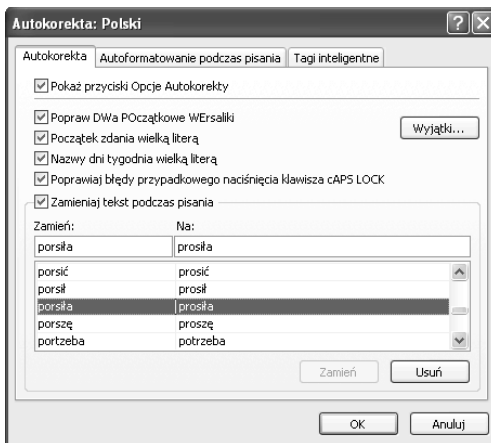 Autokorekta: Polski
Autokorekta Autoformatowanie podczas pisania Tagi inteligentne
Pokaż przyciski Opcje Autokorekty
Popraw DWa POczątkowe WErsaliki
Wyjątki...
Początek zdania wielką literą
Nazwy dni tygodnia wielką literą
Poprawiaj błędy przypadkowego naciśnięcia klawisza cAPS LOCK
Zamieniaj tekst podczas pisania
Zamień: Na:
porsiła prosiła
porsić prosić
porsił prosił
porsiła prosiła
porszę proszę
portzeba potrzeba
Zamień Usuń
OK Anuluj